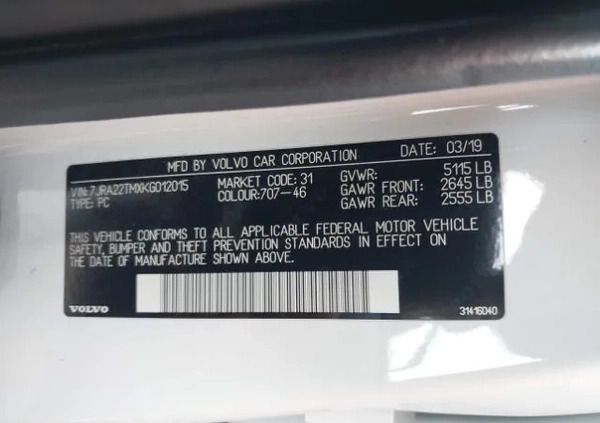 MFD BY VOLVO CAR CORPORATION DATE: 03/19
VIN:7JRA22TMXKG012015 MARKET CODE: 31 GVWR: 5115 LB
TYPE: PC COLOUR:707-46 GAWR FRONT: 2645 LB
GAWR REAR: 2555 LB
THIS VEHICLE CONFORMS TO ALL APPLICABLE FEDERAL MOTOR VEHICLE
SAFETY, BUMPER AND THEFT PREVENTION STANDARDS IN EFFECT ON
THE DATE OF MANUFACTURE SHOWN ABOVE.
VOLVO 31416040